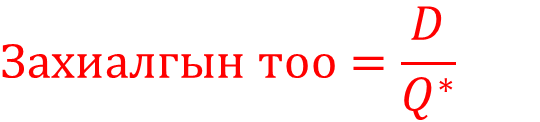 Захиалгын тоо = D/Q*